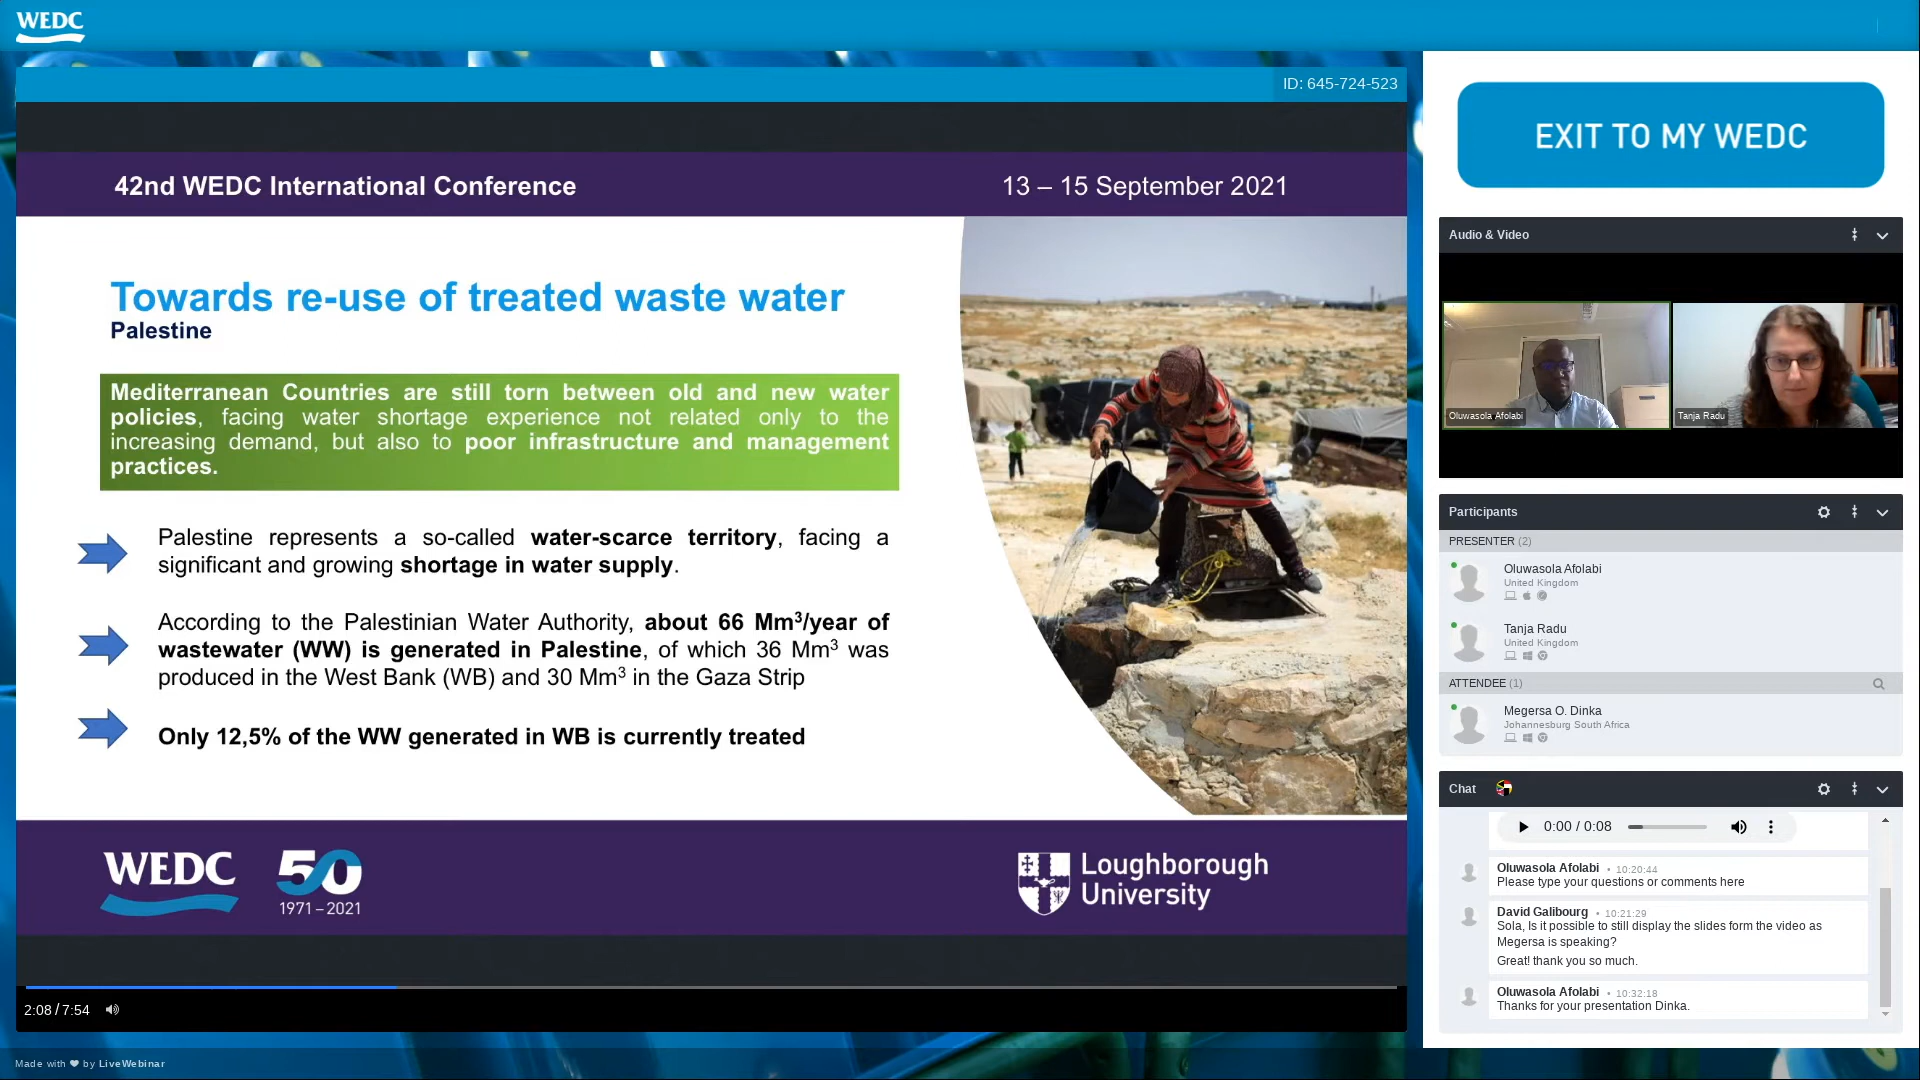 WEDC
ID: 645-724-523
42nd WEDC International Conference
13 – 15 September 2021
Towards re-use of treated waste water
Palestine
Mediterranean Countries are still torn between old and new water
policies, facing water shortage experience not related only to the
increasing demand, but also to poor infrastructure and management
practices.
Palestine represents a so-called water-scarce territory, facing a
significant and growing shortage in water supply.
According to the Palestinian Water Authority, about 66 Mm³/year of
wastewater (WW) is generated in Palestine, of which 36 Mm³ was
produced in the West Bank (WB) and 30 Mm³ in the Gaza Strip
Only 12,5% of the WW generated in WB is currently treated
WEDC
50
1971 – 2021
Loughborough
University
2:08 / 7:54
Made with ❤ by LiveWebinar
EXIT TO MY WEDC
Audio & Video
Oluwasola Afolabi
Tanja Radu
Participants
PRESENTER (2)
Oluwasola Afolabi
United Kingdom
Tanja Radu
United Kingdom
ATTENDEE (1)
Megersa O. Dinka
Johannesburg South Africa
Chat
0:00 / 0:08
Oluwasola Afolabi • 10:20:44
Please type your questions or comments here
David Galibourg • 10:21:29
Sola, Is it possible to still display the slides form the video as
Megersa is speaking?
Great! thank you so much.
Oluwasola Afolabi • 10:32:18
Thanks for your presentation Dinka.